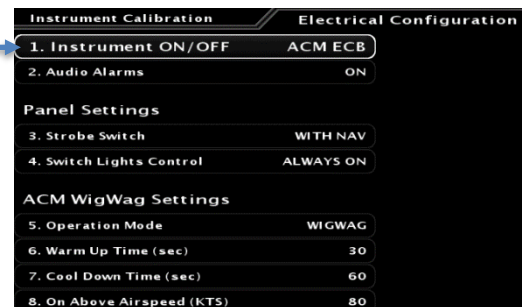 Instrument Calibration Electrical Configuration
1. Instrument ON/OFF ACM ECB
2. Audio Alarms ON
Panel Settings
3. Strobe Switch WITH NAV
4. Switch Lights Control ALWAYS ON
ACM WigWag Settings
5. Operation Mode WIGWAG
6. Warm Up Time (sec) 30
7. Cool Down Time (sec) 60
8. On Above Airspeed (KTS) 80